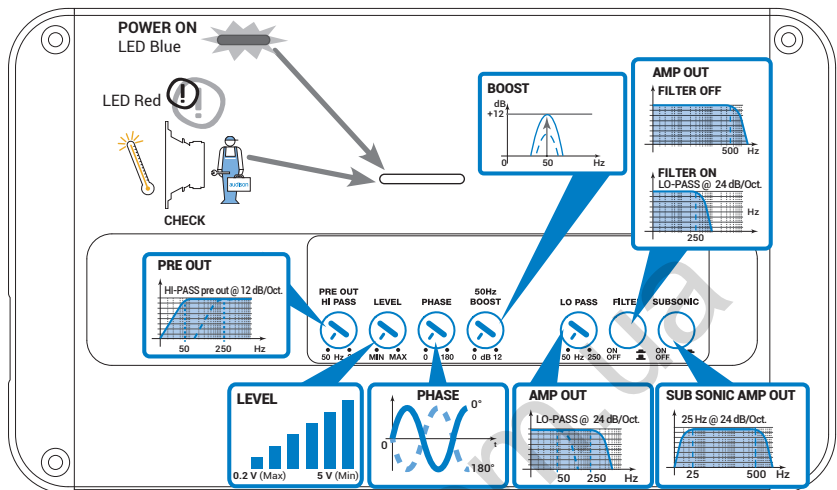 POWER ON
LED Blue
LED Red
CHECK
audison
BOOST
dB
+12
0
50
Hz
AMP OUT
FILTER OFF
500 Hz
FILTER ON
LO-PASS @ 24 dB/Oct.
Hz
250
PRE OUT
HI-PASS pre out @ 12 dB/Oct.
50
250
Hz
PRE OUT
HI PASS
LEVEL
PHASE
50Hz
BOOST
LO PASS
FILTER
SUBSONIC
50 Hz
MIN MAX
0
180
0 dB 12
50 Hz 250
ON
OFF
ON
OFF
LEVEL
0.2 V (Max)
5 V (Min)
PHASE
0°
0
t
180°
AMP OUT
LO-PASS @ 24 dB/Oct.
50
250
Hz
SUB SONIC AMP OUT
25 Hz @ 24 dB/Oct.
25
500
Hz